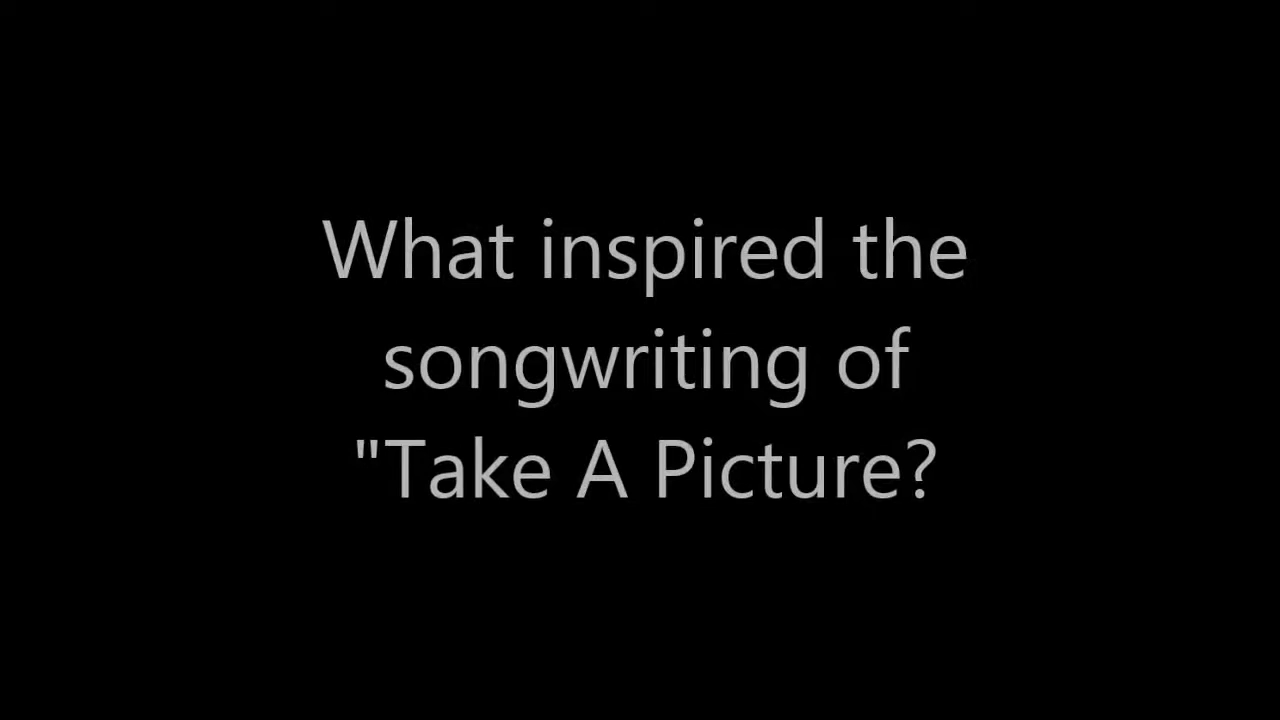 What inspired the
songwriting of
"Take A Picture?